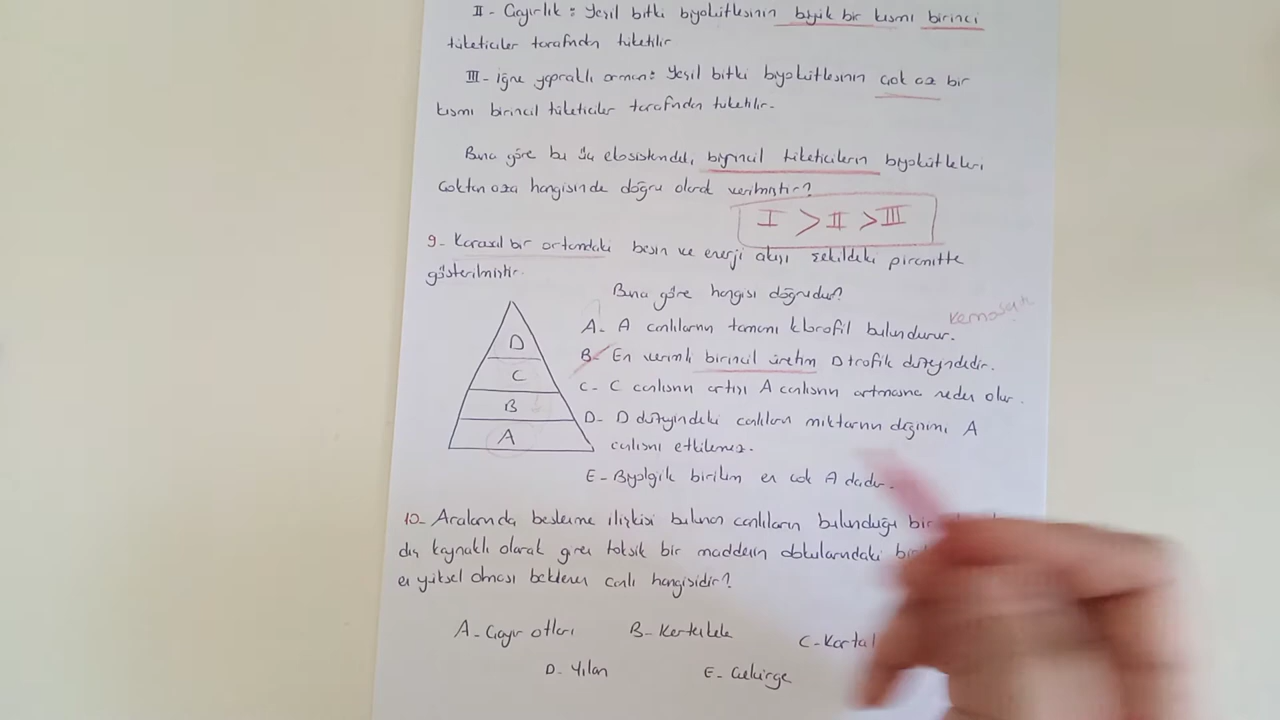 II - Çayırlık : Yeşil bitki biyokütlesinin büyük bir kısmı birinci
tüketiciler tarafından tüketilir
III - İğne yapraklı orman : Yeşil bitki biyokütlesinin çok az bir
kısmı birincil tüketiciler tarafından tüketilir.
Buna göre bu üç ekosistemdeki birincil tüketicilerin biyokütleleri
çoktan aza hangisinde doğru olarak verilmiştir?
I > II > III
9- Karasal bir ortamdaki besin ve enerji akışı şekildeki piramitte
gösterilmiştir.
Buna göre hangisi doğrudur?
A- A canlılarının tamamı klorofil bulundurur.
B- En verimli birincil üretim D trofik düzeyindedir.
C- C canlısının artışı A canlısının artmasına neden olur.
D- D düzeyindeki canlıların miktarının değişimi A
canlısını etkilemez.
E- Biyolojik birikim en çok A dadır.
D
C
B
A
10- Aralarında beslenme ilişkisi bulunan canlıların bulunduğu bir
dış kaynaklı olarak giren toksik bir maddenin dokularındaki
en yüksel olması beklenen canlı hangisidir?
A- Çayır otları
B- Kertenkele
C- Kartal
D- Yılan
E- Çekirge